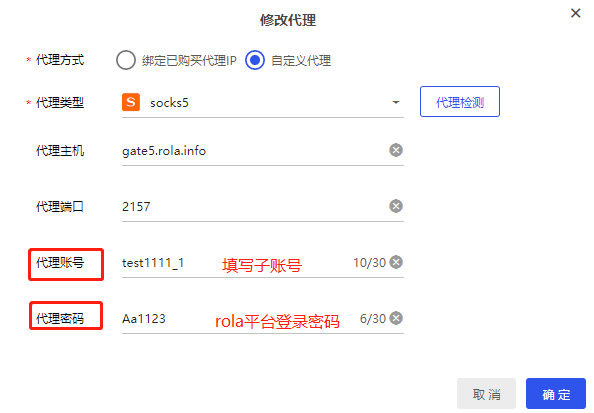 修改代理
* 代理方式 绑定已购买代理IP 自定义代理
* 代理类型 S socks5 代理检测
代理主机 gate5.rola.info
代理端口 2157
代理账号 test1111_1 填写子账号 10/30
代理密码 Aa1123 rola平台登录密码 6/30
取消 确定